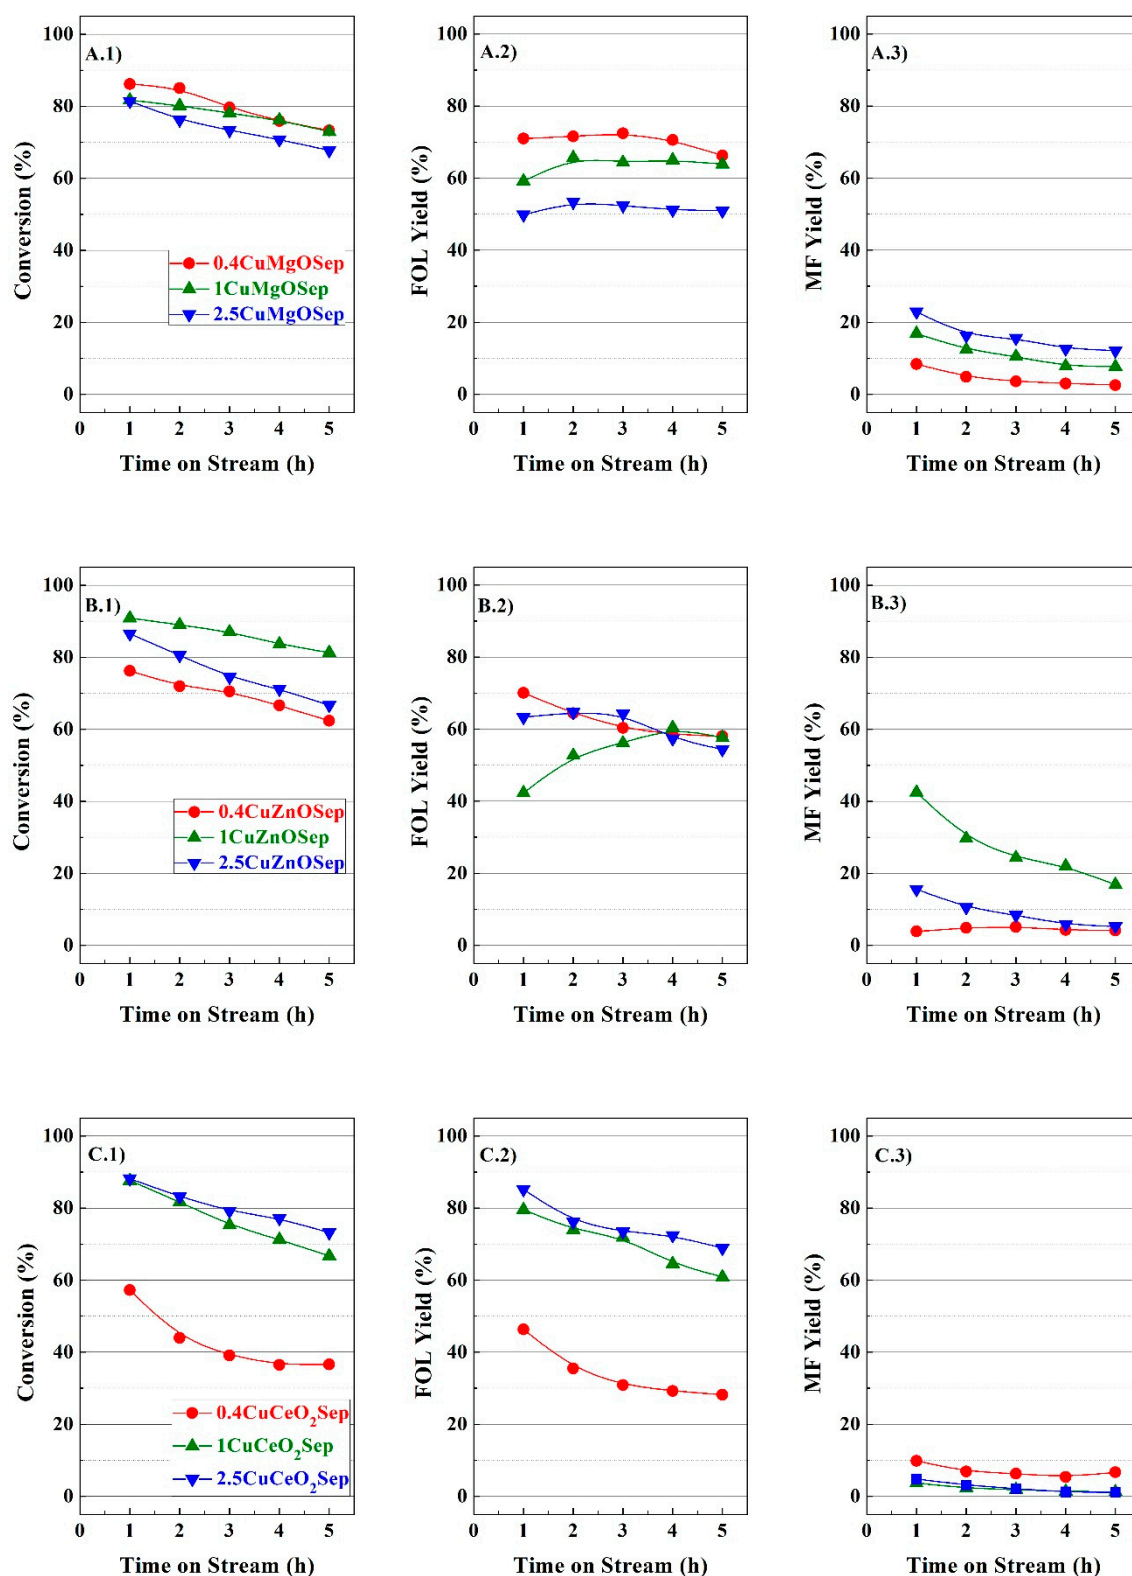 A.1)
Conversion (%)
100
80
60
40
20
0
0.4CuMgOSep
1CuMgOSep
2.5CuMgOSep
0 1 2 3 4 5
Time on Stream (h)
A.2)
FOL Yield (%)
100
80
60
40
20
0
0 1 2 3 4 5
Time on Stream (h)
A.3)
MF Yield (%)
100
80
60
40
20
0
0 1 2 3 4 5
Time on Stream (h)
B.1)
Conversion (%)
100
80
60
40
20
0
0.4CuZnOSep
1CuZnOSep
2.5CuZnOSep
0 1 2 3 4 5
Time on Stream (h)
B.2)
FOL Yield (%)
100
80
60
40
20
0
0 1 2 3 4 5
Time on Stream (h)
B.3)
MF Yield (%)
100
80
60
40
20
0
0 1 2 3 4 5
Time on Stream (h)
C.1)
Conversion (%)
100
80
60
40
20
0
0.4CuCeO₂Sep
1CuCeO₂Sep
2.5CuCeO₂Sep
0 1 2 3 4 5
Time on Stream (h)
C.2)
FOL Yield (%)
100
80
60
40
20
0
0 1 2 3 4 5
Time on Stream (h)
C.3)
MF Yield (%)
100
80
60
40
20
0
0 1 2 3 4 5
Time on Stream (h)